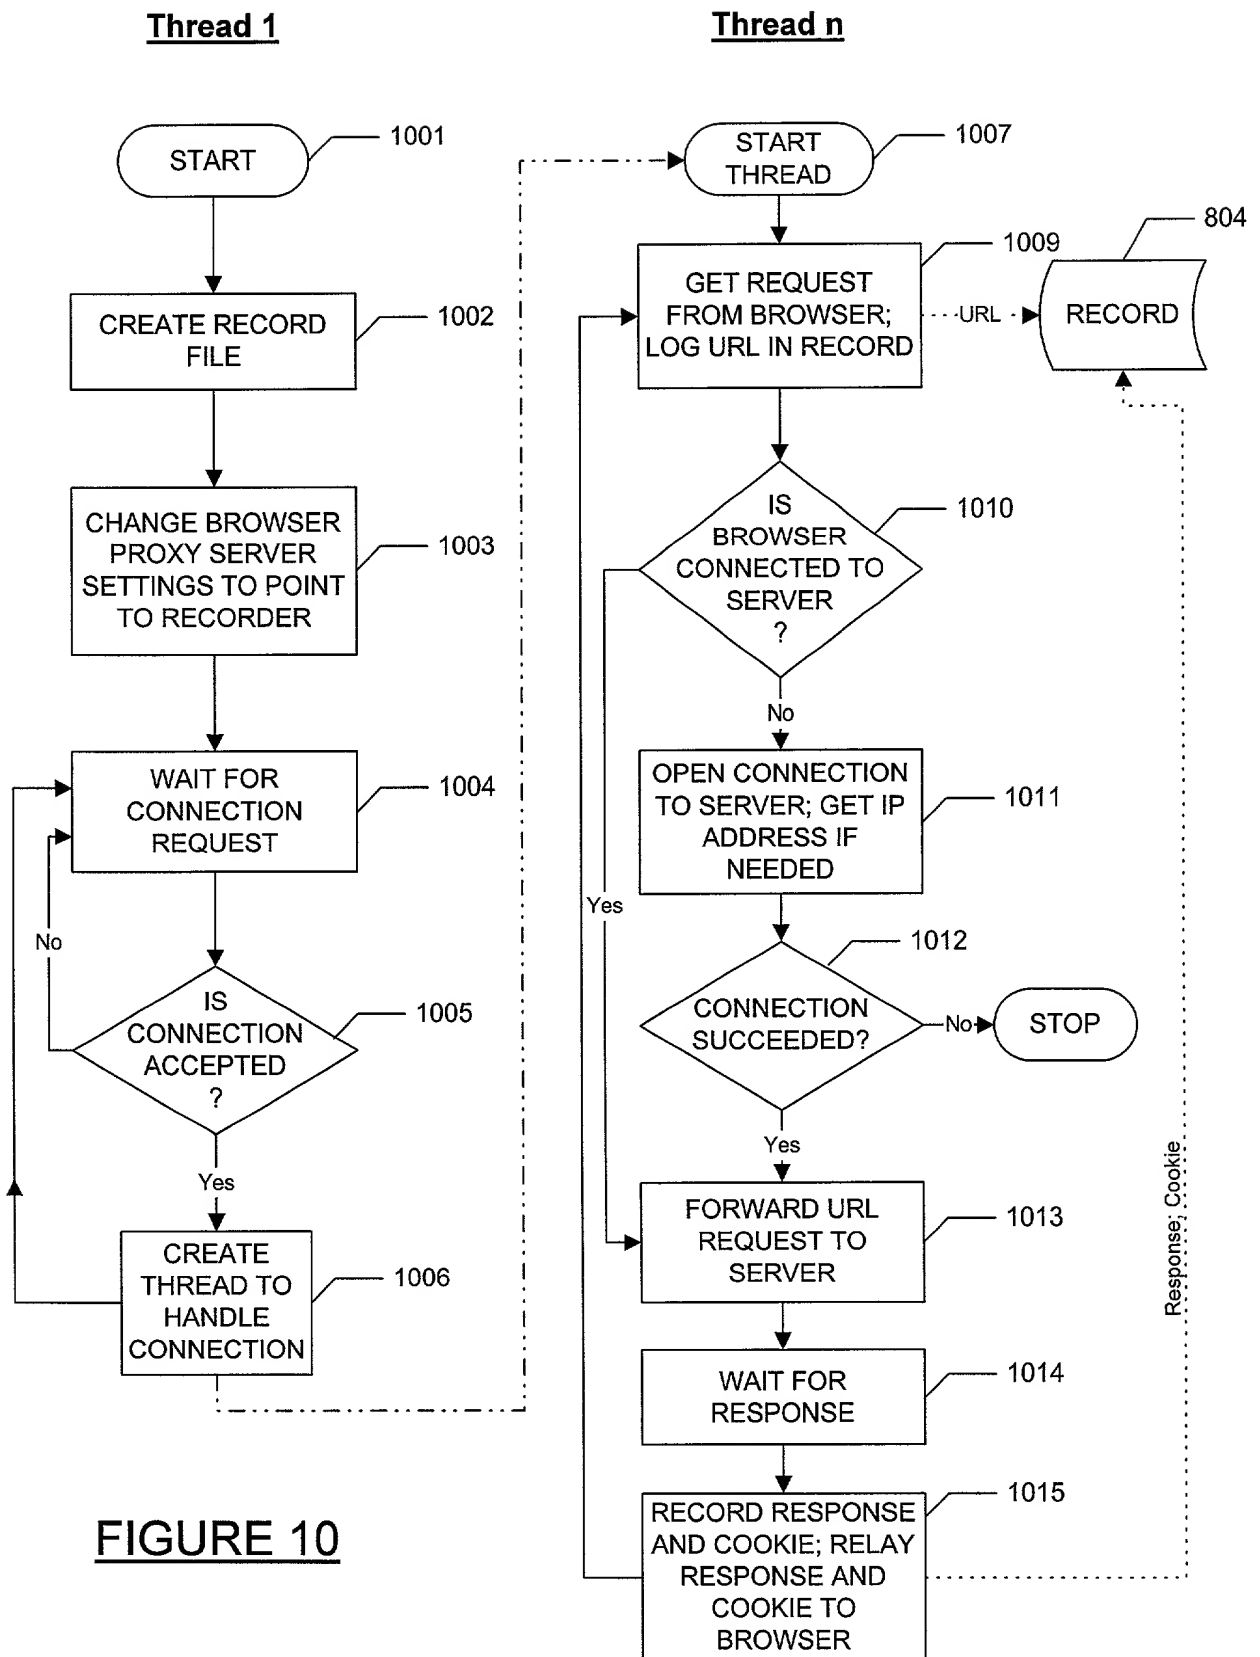 Thread 1
START
1001
CREATE RECORD
FILE
1002
CHANGE BROWSER
PROXY SERVER
SETTINGS TO POINT
TO RECORDER
1003
WAIT FOR
CONNECTION
REQUEST
1004
No
IS
CONNECTION
ACCEPTED
?
1005
Yes
CREATE
THREAD TO
HANDLE
CONNECTION
1006
FIGURE 10
Thread n
START
THREAD
1007
GET REQUEST
FROM BROWSER;
LOG URL IN RECORD
1009
URL
RECORD
804
IS
BROWSER
CONNECTED TO
SERVER
?
1010
No
Yes
OPEN CONNECTION
TO SERVER; GET IP
ADDRESS IF
NEEDED
1011
CONNECTION
SUCCEEDED?
1012
No
STOP
Yes
FORWARD URL
REQUEST TO
SERVER
1013
WAIT FOR
RESPONSE
1014
RECORD RESPONSE
AND COOKIE; RELAY
RESPONSE AND
COOKIE TO
BROWSER
1015
Response; Cookie